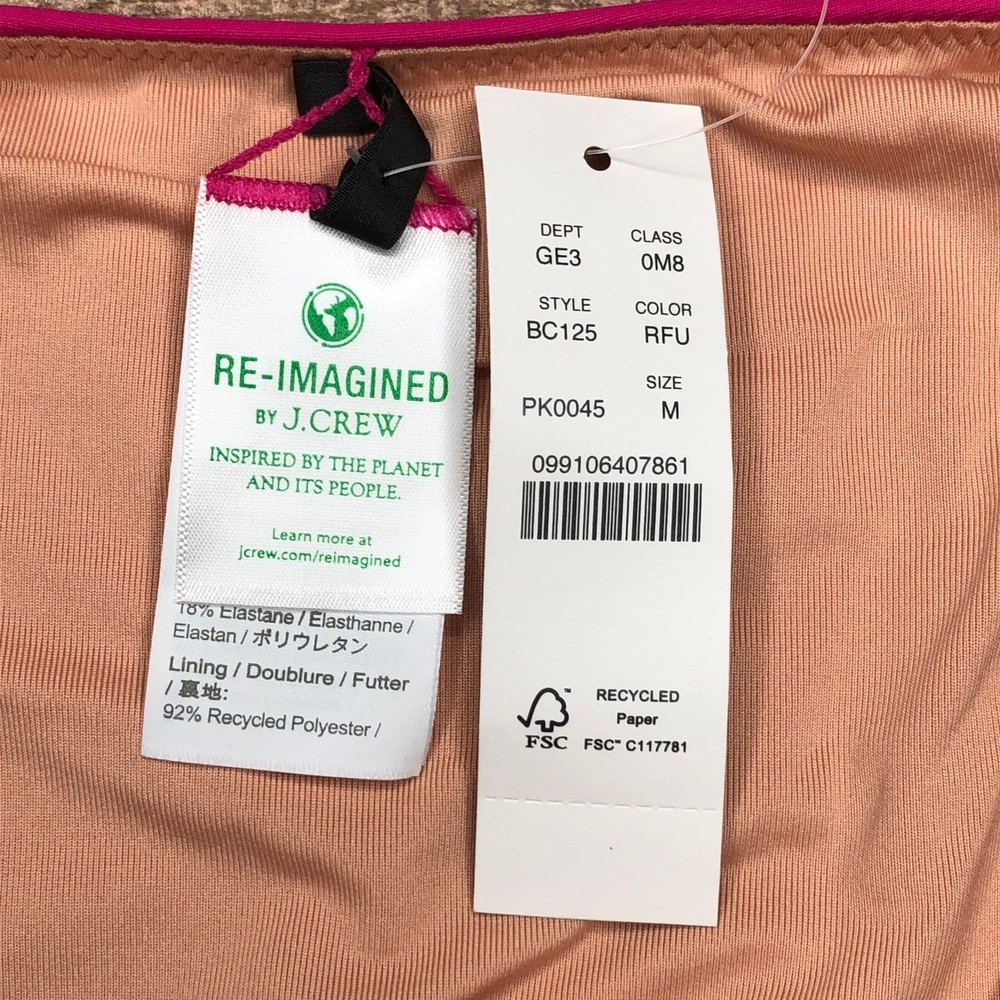 RE-IMAGINED
BY J.CREW
INSPIRED BY THE PLANET
AND ITS PEOPLE.
Learn more at
jcrew.com/reimagined
18% Elastane / Elasthanne /
Elastan / ポリウレタン
Lining / Doublure / Futter
/ 裏地:
92% Recycled Polyester /
DEPT CLASS
GE3 0M8
STYLE COLOR
BC125 RFU
SIZE
PK0045 M
099106407861
FSC™
RECYCLED
Paper
FSC™ C117781